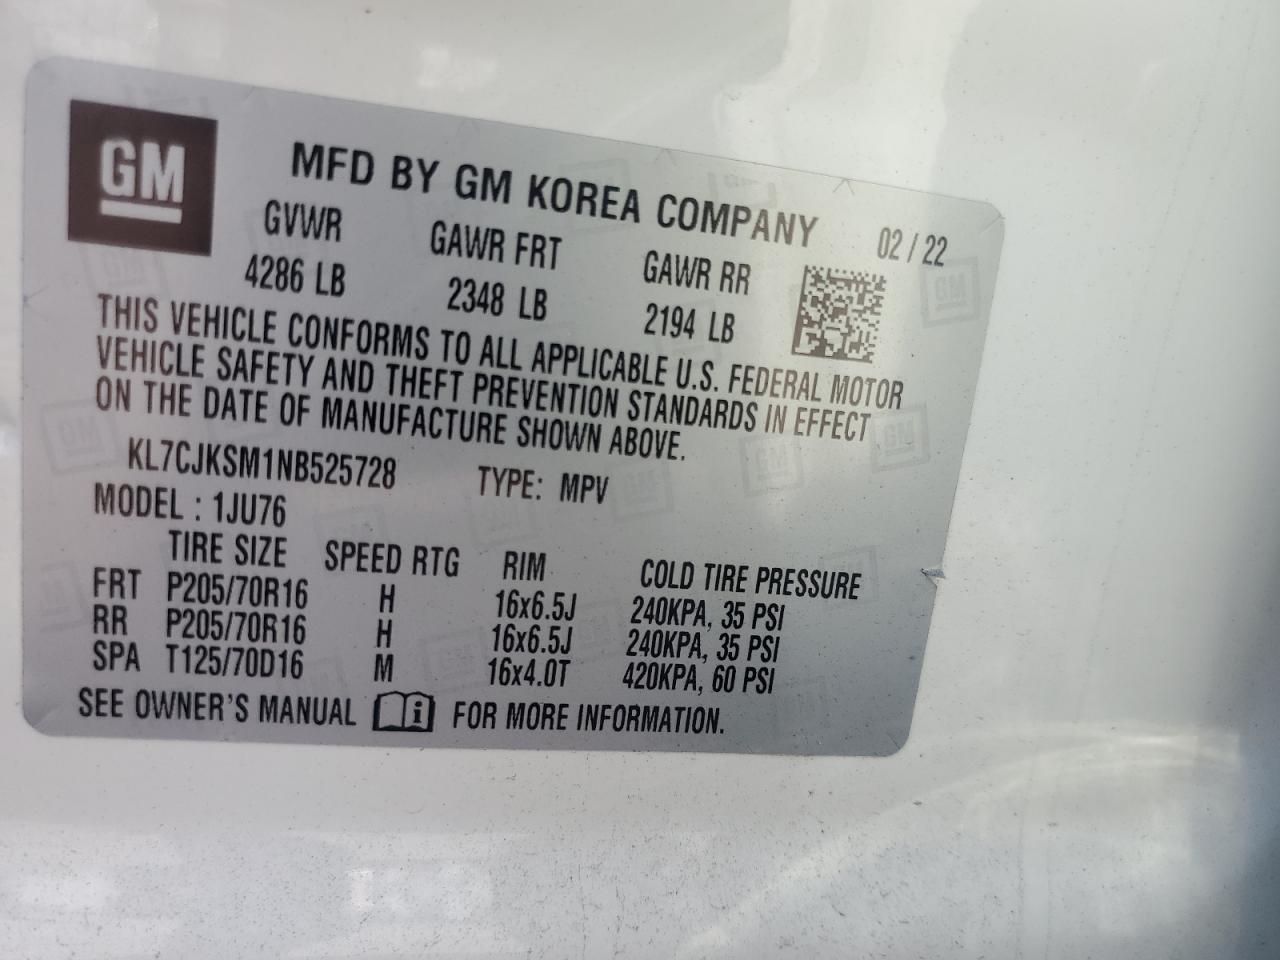 GM
MFD BY GM KOREA COMPANY 02 / 22
GVWR GAWR FRT GAWR RR
4286 LB 2348 LB 2194 LB
THIS VEHICLE CONFORMS TO ALL APPLICABLE U.S. FEDERAL MOTOR
VEHICLE SAFETY AND THEFT PREVENTION STANDARDS IN EFFECT
ON THE DATE OF MANUFACTURE SHOWN ABOVE.
KL7CJKSM1NB525728 TYPE: MPV
MODEL : 1JU76
TIRE SIZE SPEED RTG RIM COLD TIRE PRESSURE
FRT P205/70R16 H 16x6.5J 240KPA, 35 PSI
RR P205/70R16 H 16x6.5J 240KPA, 35 PSI
SPA T125/70D16 M 16x4.0T 420KPA, 60 PSI
SEE OWNER'S MANUAL i FOR MORE INFORMATION.